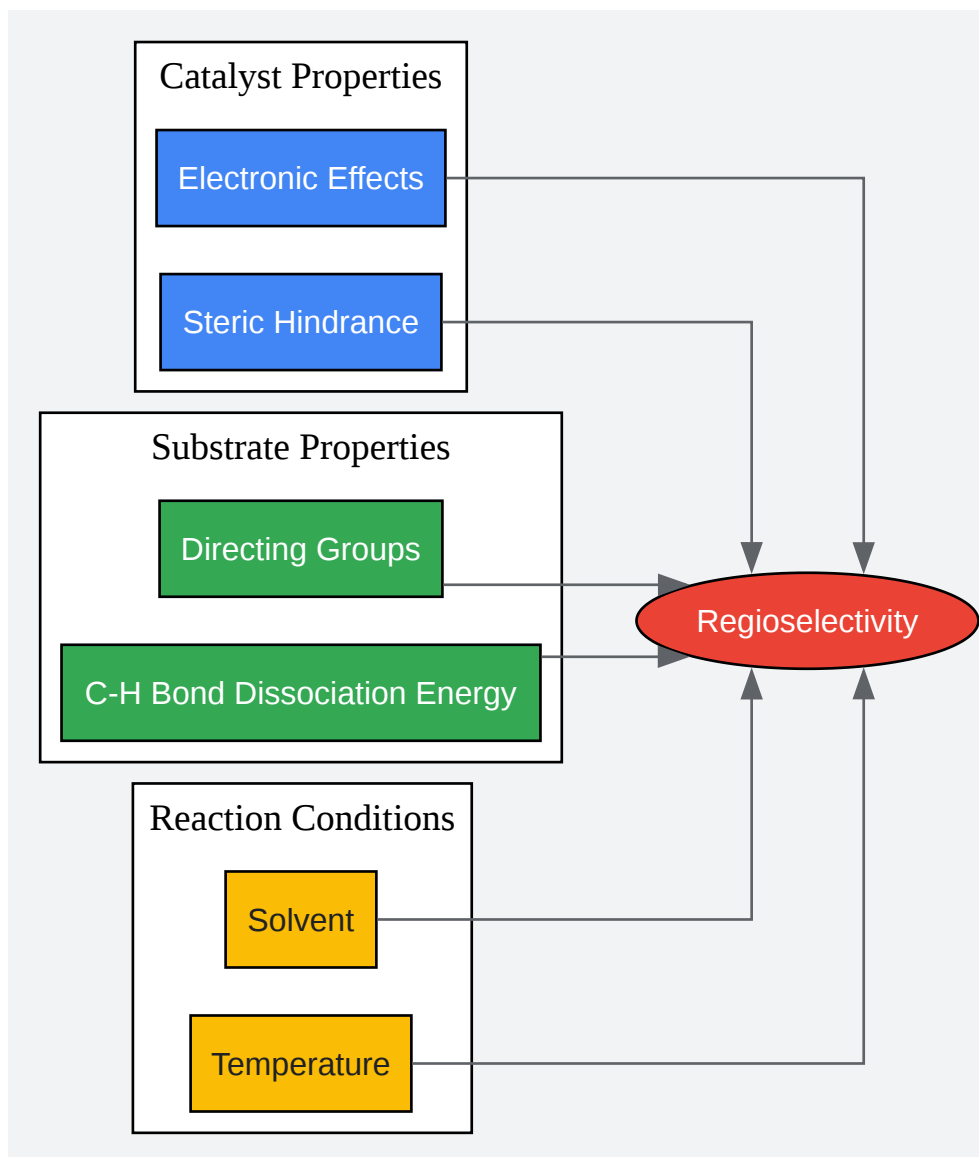 Catalyst Properties
Electronic Effects
Steric Hindrance
Substrate Properties
Directing Groups
C-H Bond Dissociation Energy
Regioselectivity
Reaction Conditions
Solvent
Temperature